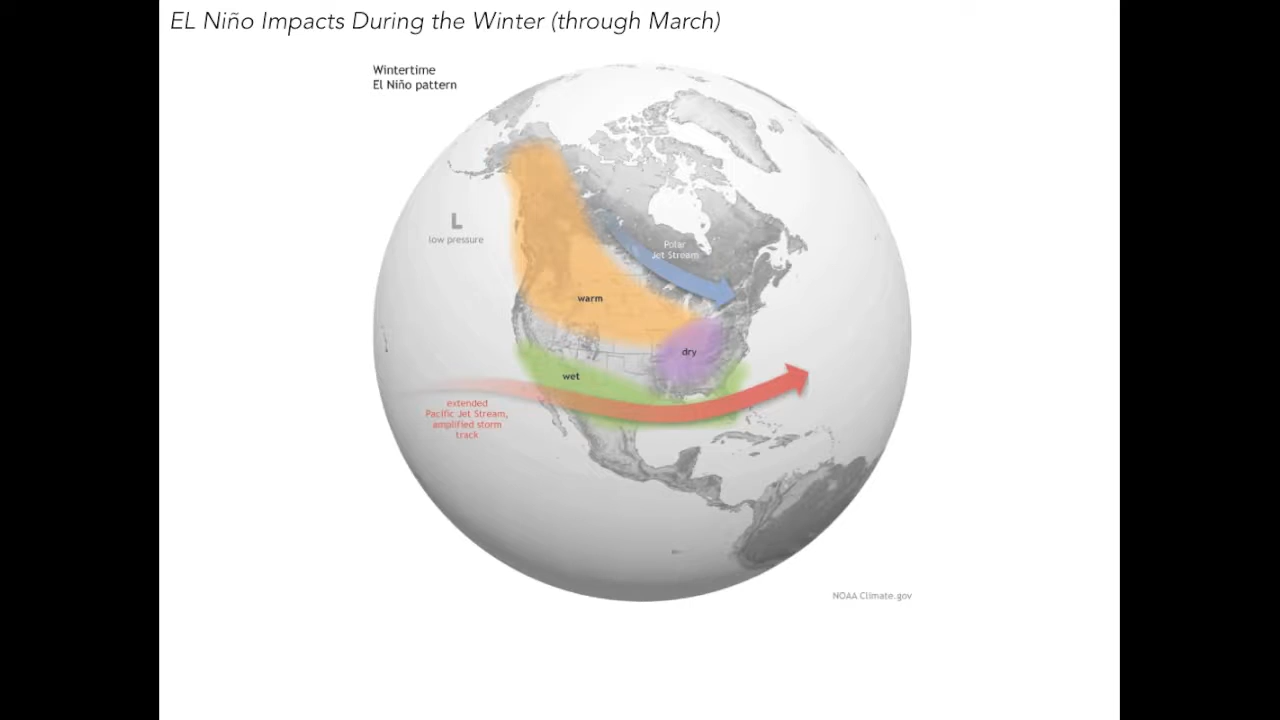 EL Niño Impacts During the Winter (through March)
Wintertime
El Niño pattern
L
low pressure
Polar
Jet Stream
warm
dry
wet
extended
Pacific Jet Stream,
amplified storm
track
NOAA Climate.gov